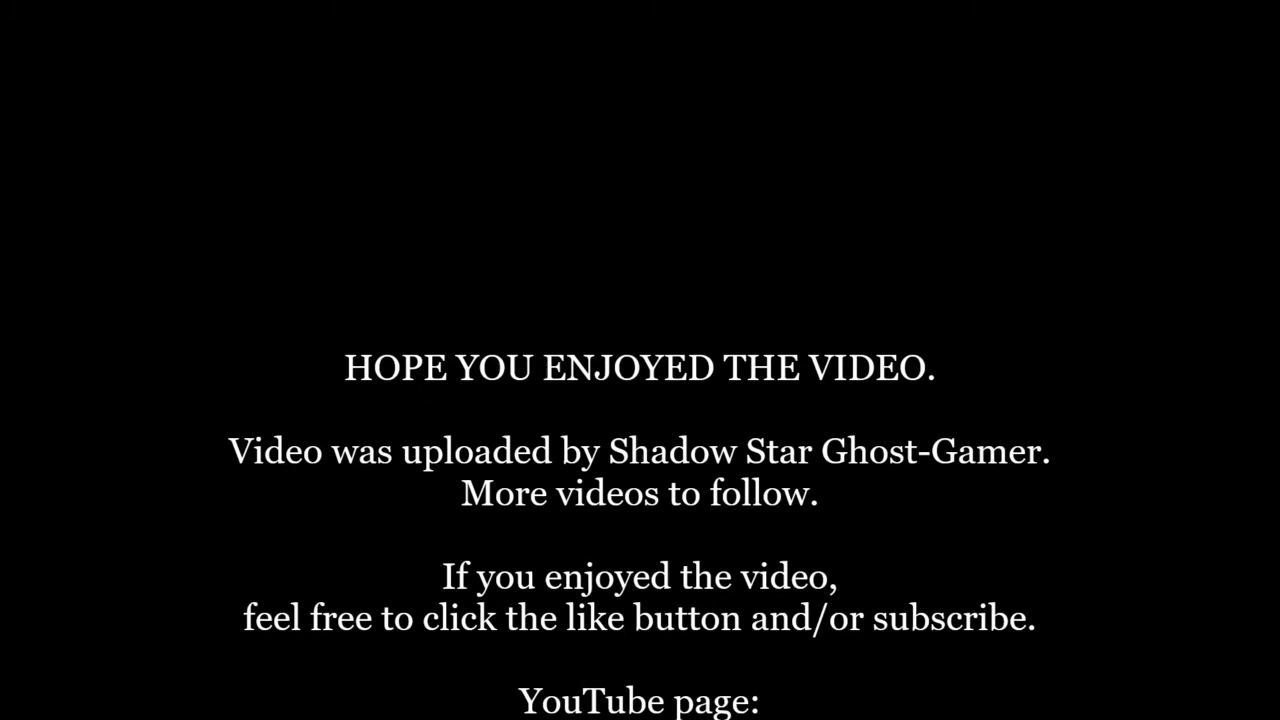 HOPE YOU ENJOYED THE VIDEO.
Video was uploaded by Shadow Star Ghost-Gamer.
More videos to follow.
If you enjoyed the video,
feel free to click the like button and/or subscribe.
YouTube page: